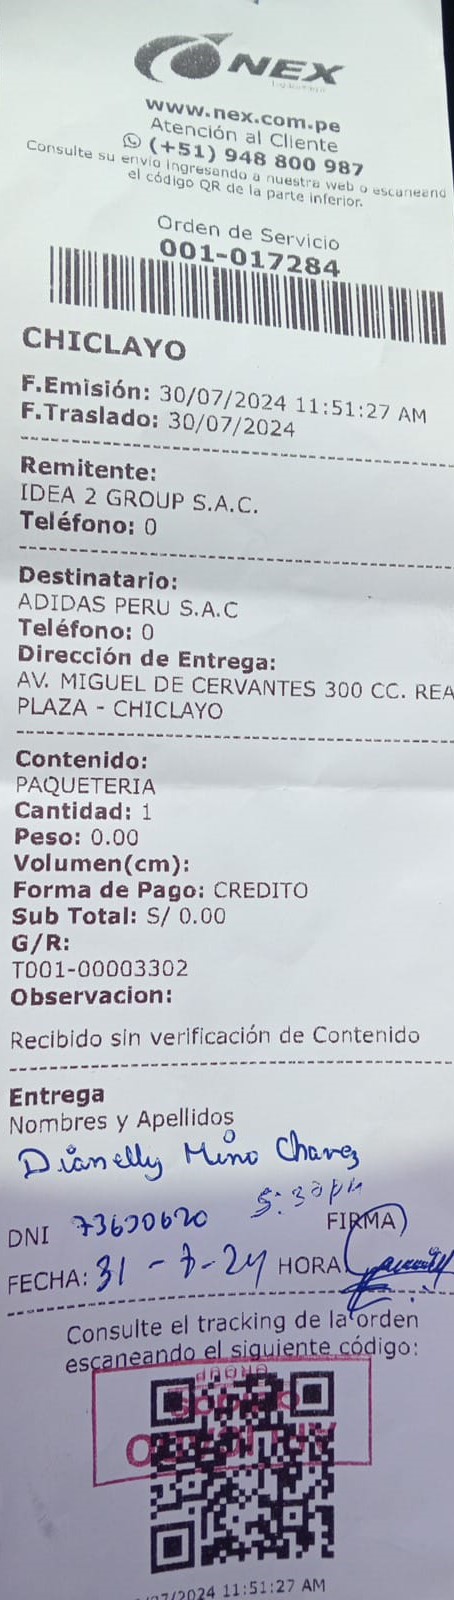 NEX
www.nex.com.pe
Atención al Cliente
(+51) 948 800 987
Consulte su envío ingresando a nuestra web o escaneand
el código QR de la parte inferior.
Orden de Servicio
001-017284
CHICLAYO
F.Emisión: 30/07/2024 11:51:27 AM
F.Traslado: 30/07/2024
Remitente:
IDEA 2 GROUP S.A.C.
Teléfono: 0
Destinatario:
ADIDAS PERU S.A.C
Teléfono: 0
Dirección de Entrega:
AV. MIGUEL DE CERVANTES 300 CC. REA
PLAZA - CHICLAYO
Contenido:
PAQUETERIA
Cantidad: 1
Peso: 0.00
Volumen(cm):
Forma de Pago: CREDITO
Sub Total: S/ 0.00
G/R:
T001-00003302
Observacion:
Recibido sin verificación de Contenido
Entrega
Nombres y Apellidos
Dianelly Miño Chavez
5:30pm
DNI FIRMA
FECHA: 31-7-24 HORA
Consulte el tracking de la orden
escaneando el siguiente código:
/2024 11:51:27 AM